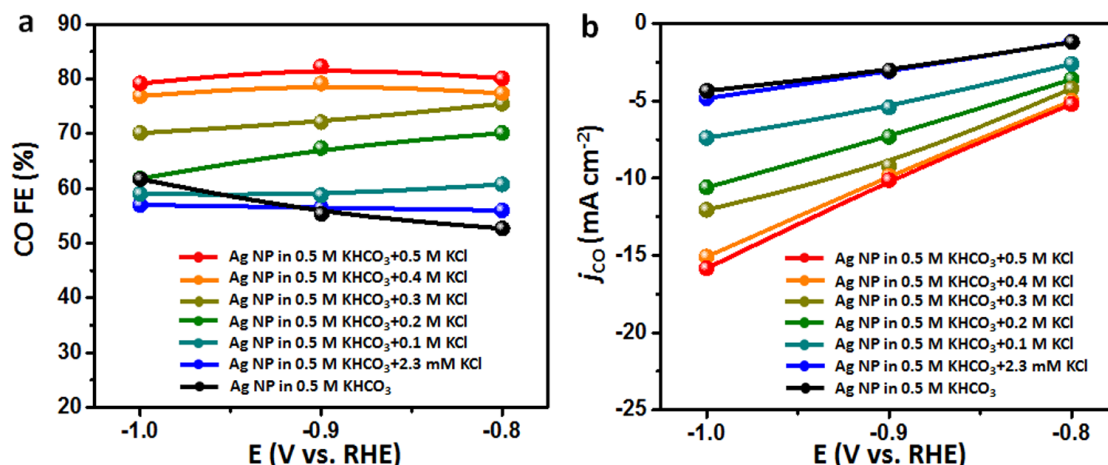 a
CO FE (%)
90
80
70
60
50
40
30
20
Ag NP in 0.5 M KHCO₃+0.5 M KCl
Ag NP in 0.5 M KHCO₃+0.4 M KCl
Ag NP in 0.5 M KHCO₃+0.3 M KCl
Ag NP in 0.5 M KHCO₃+0.2 M KCl
Ag NP in 0.5 M KHCO₃+0.1 M KCl
Ag NP in 0.5 M KHCO₃+2.3 mM KCl
Ag NP in 0.5 M KHCO₃
-1.0 -0.9 -0.8
E (V vs. RHE)
b
j_CO (mA cm⁻²)
0
-5
-10
-15
-20
-25
Ag NP in 0.5 M KHCO₃+0.5 M KCl
Ag NP in 0.5 M KHCO₃+0.4 M KCl
Ag NP in 0.5 M KHCO₃+0.3 M KCl
Ag NP in 0.5 M KHCO₃+0.2 M KCl
Ag NP in 0.5 M KHCO₃+0.1 M KCl
Ag NP in 0.5 M KHCO₃+2.3 mM KCl
Ag NP in 0.5 M KHCO₃
-1.0 -0.9 -0.8
E (V vs. RHE)